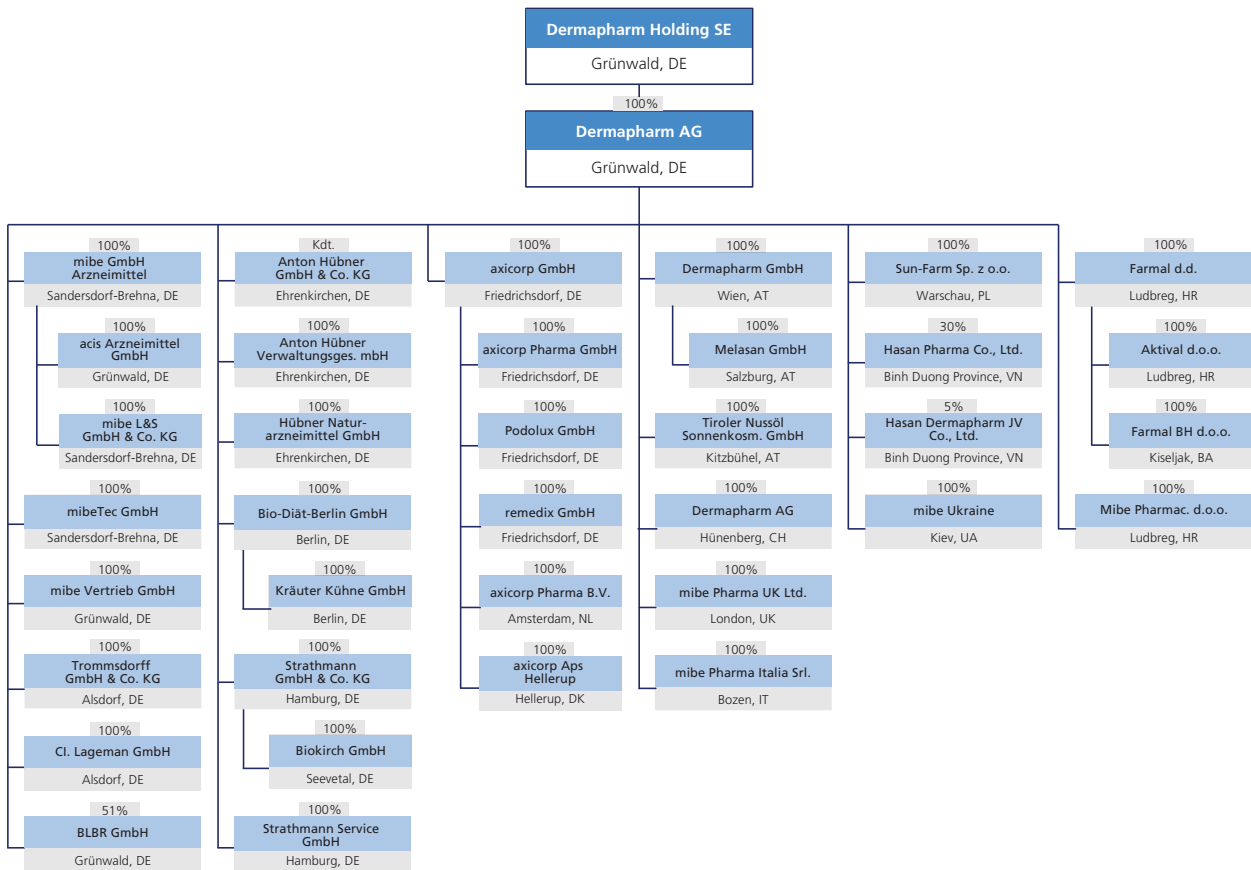 Dermapharm Holding SE
Grünwald, DE
100%
Dermapharm AG
Grünwald, DE
100%
mibe GmbH
Arzneimittel
Sandersdorf-Brehna, DE
100%
acis Arzneimittel
GmbH
Grünwald, DE
100%
mibe L&S
GmbH & Co. KG
Sandersdorf-Brehna, DE
100%
mibeTec GmbH
Sandersdorf-Brehna, DE
100%
mibe Vertrieb GmbH
Grünwald, DE
100%
Trommsdorff
GmbH & Co. KG
Alsdorf, DE
100%
CI. Lageman GmbH
Alsdorf, DE
51%
BLBR GmbH
Grünwald, DE
Kdt.
Anton Hübner
GmbH & Co. KG
Ehrenkirchen, DE
100%
Anton Hübner
Verwaltungsges. mbH
Ehrenkirchen, DE
100%
Hübner Natur-
arzneimittel GmbH
Ehrenkirchen, DE
100%
Bio-Diät-Berlin GmbH
Berlin, DE
100%
Kräuter Kühne GmbH
Berlin, DE
100%
Strathmann
GmbH & Co. KG
Hamburg, DE
100%
Biokirch GmbH
Seevetal, DE
100%
Strathmann Service
GmbH
Hamburg, DE
100%
axicorp GmbH
Friedrichsdorf, DE
100%
axicorp Pharma GmbH
Friedrichsdorf, DE
100%
Podolux GmbH
Friedrichsdorf, DE
100%
remedix GmbH
Friedrichsdorf, DE
100%
axicorp Pharma B.V.
Amsterdam, NL
100%
axicorp Aps
Hellerup
Hellerup, DK
100%
Dermapharm GmbH
Wien, AT
100%
Melasan GmbH
Salzburg, AT
100%
Tiroler Nussöl
Sonnenkosm. GmbH
Kitzbühel, AT
100%
Dermapharm AG
Hünenberg, CH
100%
mibe Pharma UK Ltd.
London, UK
100%
mibe Pharma Italia Srl.
Bozen, IT
100%
Sun-Farm Sp. z o.o.
Warschau, PL
30%
Hasan Pharma Co., Ltd.
Binh Duong Province, VN
5%
Hasan Dermapharm JV
Co., Ltd.
Binh Duong Province, VN
100%
mibe Ukraine
Kiev, UA
100%
Farmal d.d.
Ludbreg, HR
100%
Aktival d.o.o.
Ludbreg, HR
100%
Farmal BH d.o.o.
Kiseljak, BA
100%
Mibe Pharmac. d.o.o.
Ludbreg, HR